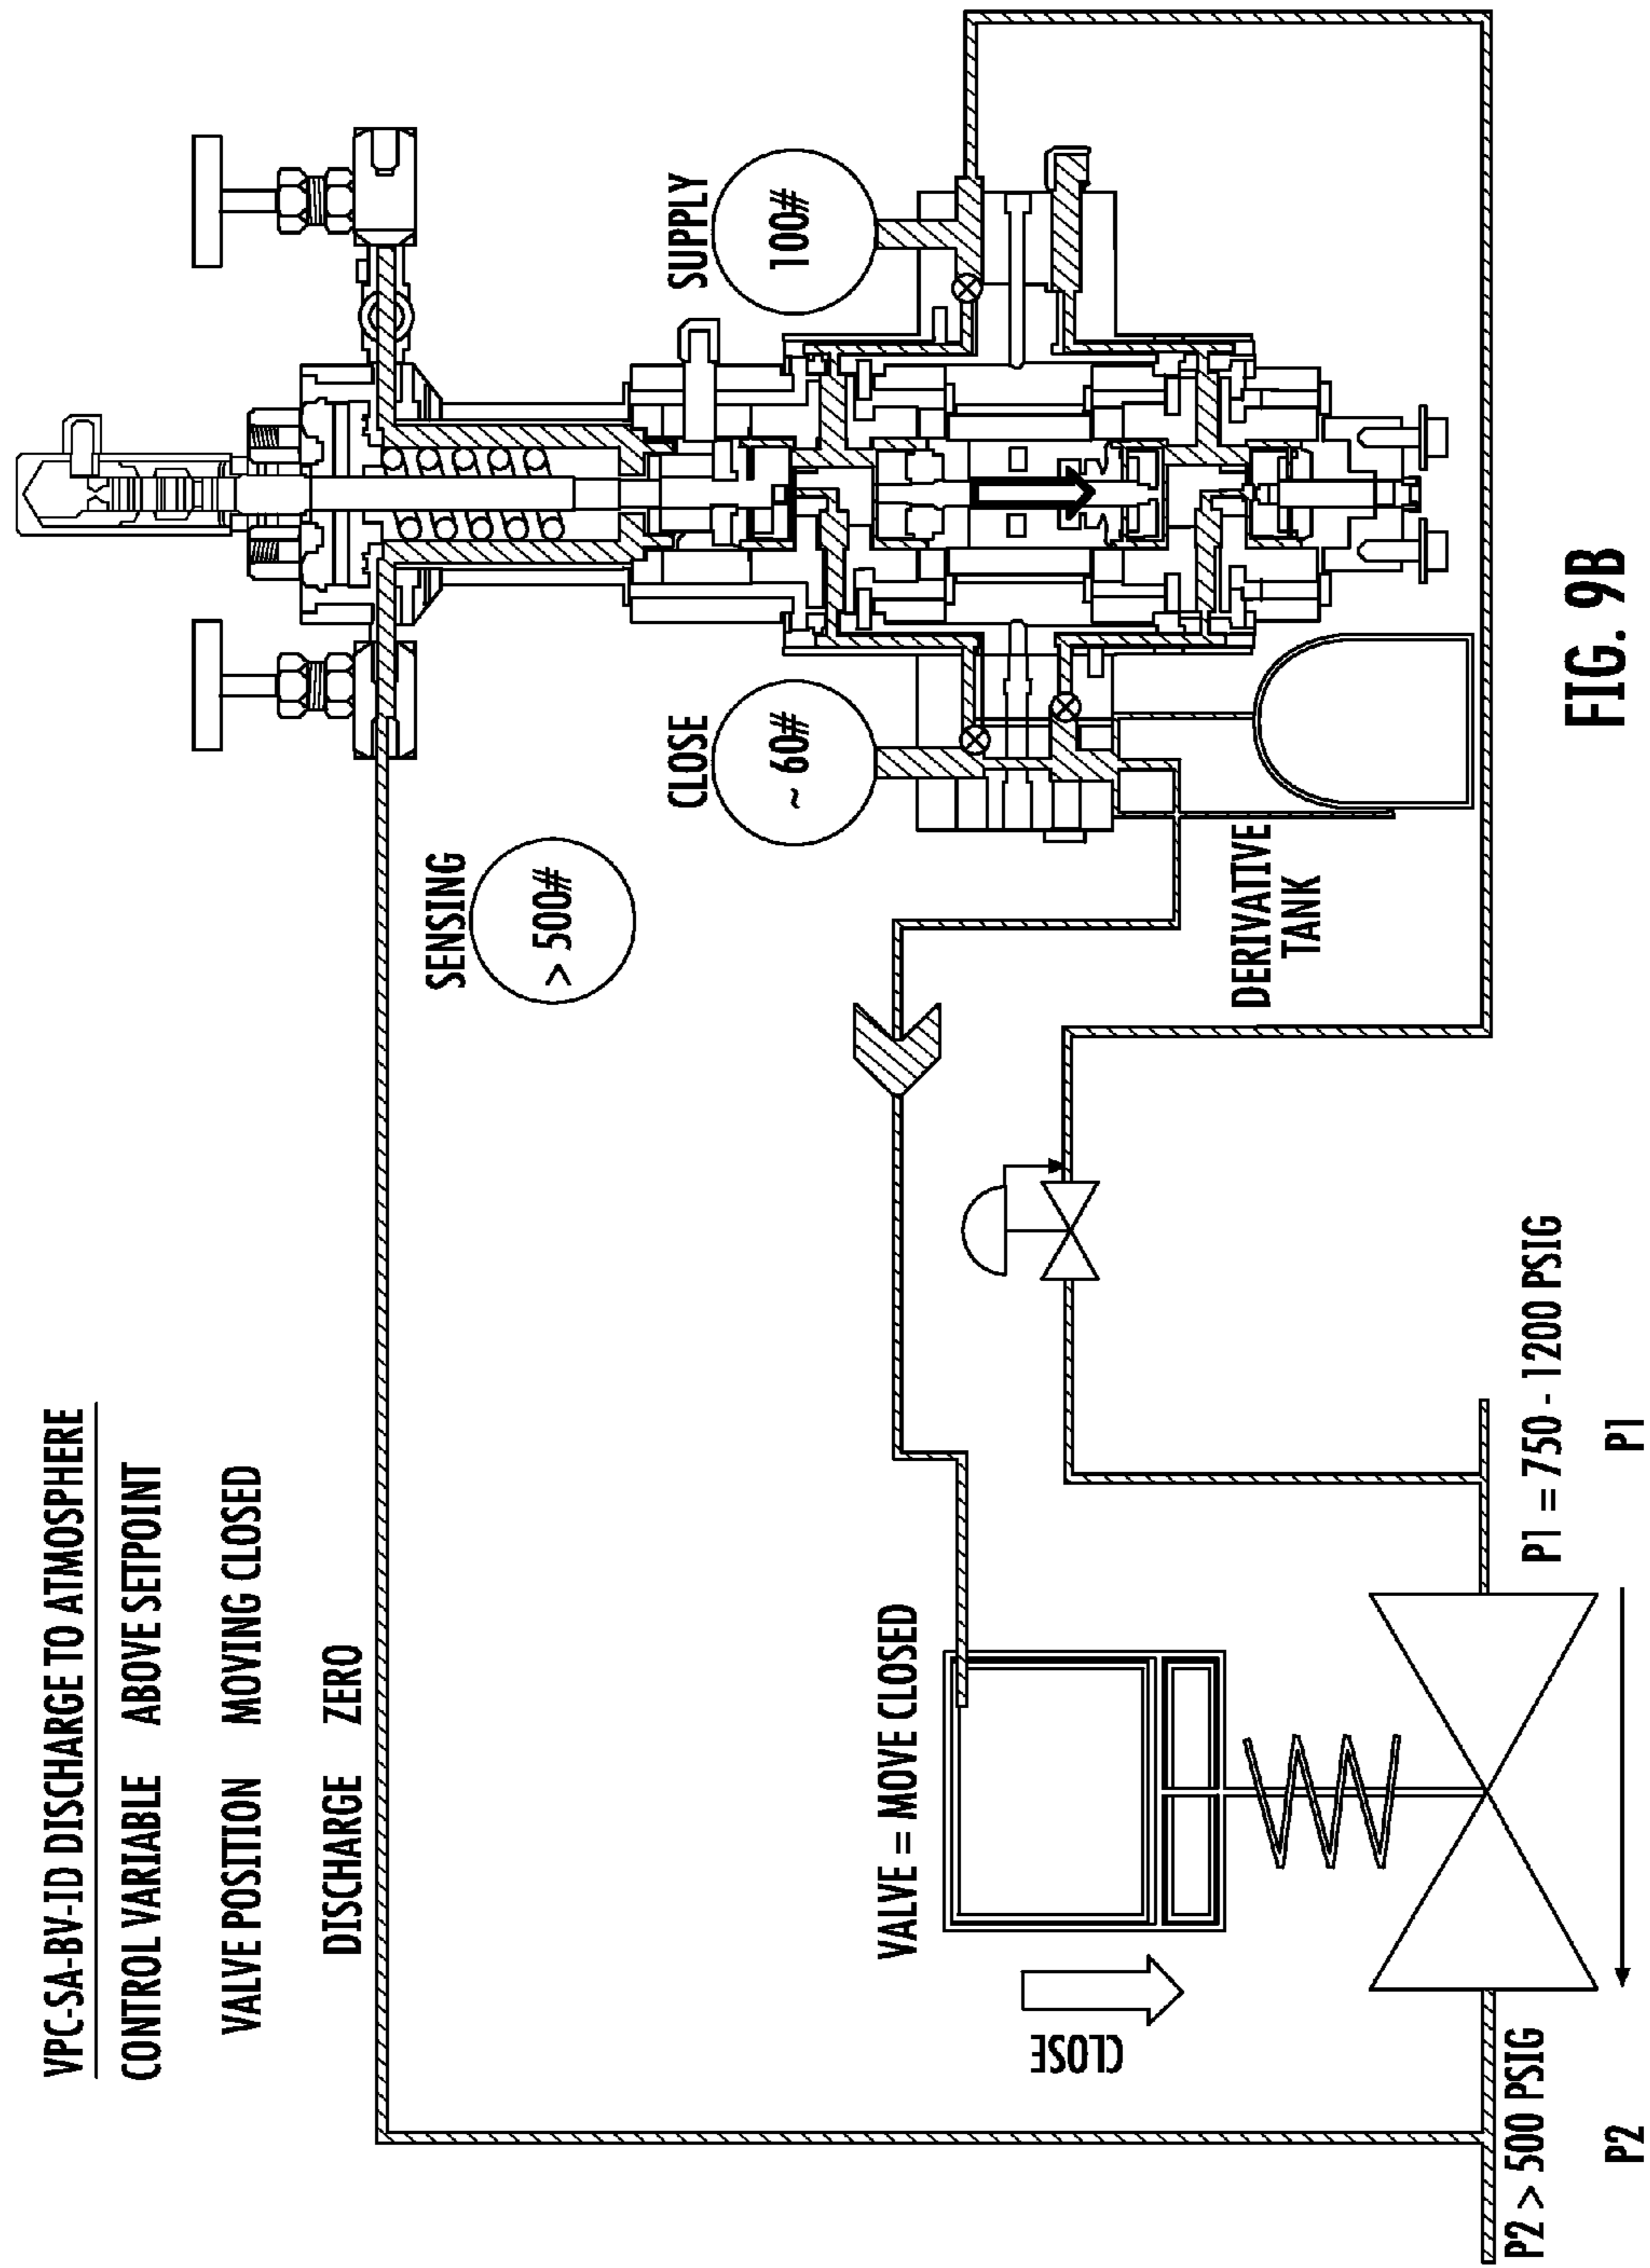 VPC-SA-BV-ID DISCHARGE TO ATMOSPHERE
CONTROL VARIABLE ABOVE SETPOINT
VALVE POSITION MOVING CLOSED
DISCHARGE ZERO
SENSING
> 500#
CLOSE
~ 60#
SUPPLY
100#
VALVE = MOVE CLOSED
CLOSE
DERIVATIVE
TANK
P2 > 500 PSIG
P1 = 750 - 1200 PSIG
P2
P1
FIG. 9B